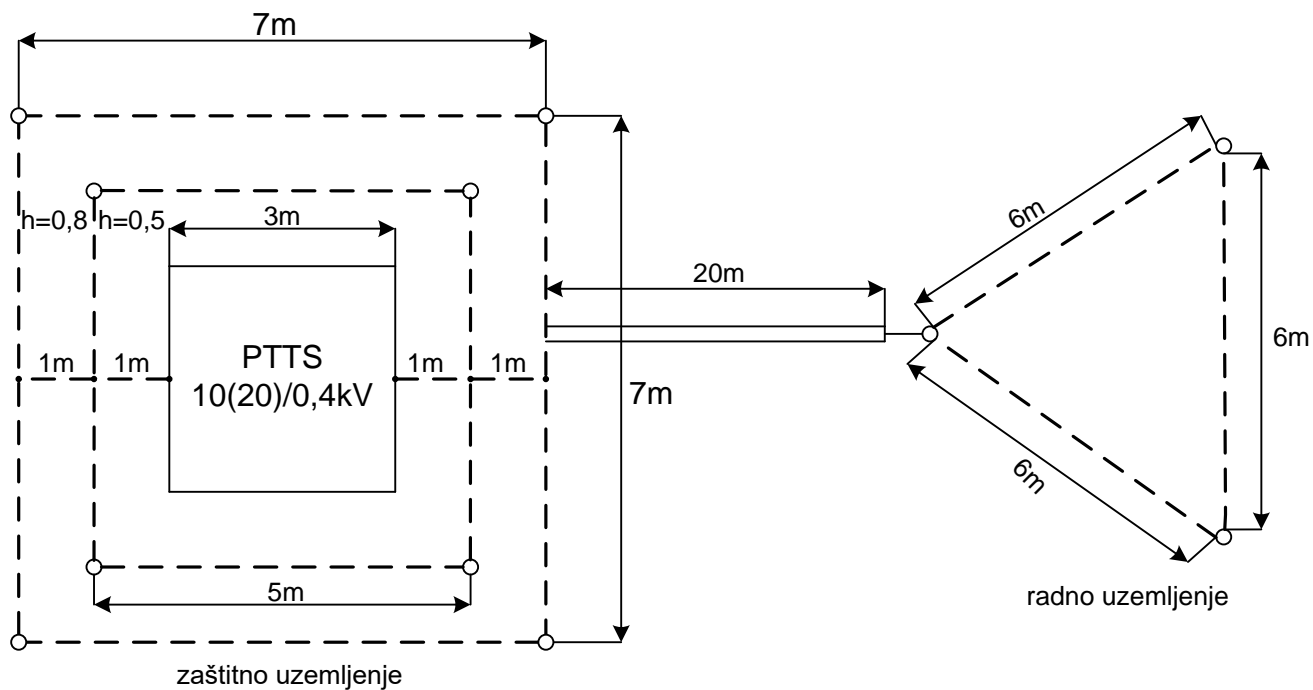 7m
h=0,8 h=0,5
3m
6m
20m
1m
1m
PTTS
10(20)/0,4kV
1m
1m
7m
6m
6m
5m
radno uzemljenje
zaštitno uzemljenje